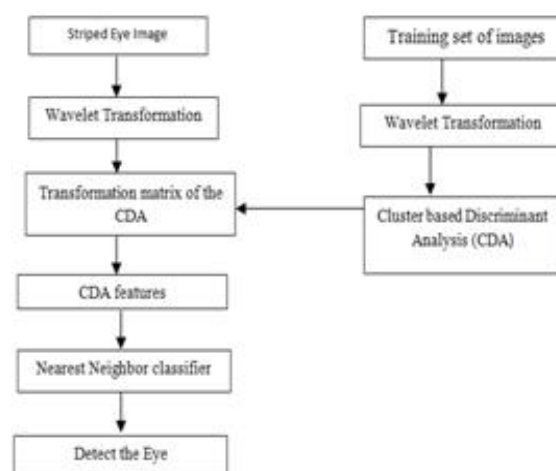 Striped Eye Image
Wavelet Transformation
Transformation matrix of the
CDA
CDA features
Nearest Neighbor classifier
Detect the Eye
Training set of images
Wavelet Transformation
Cluster based Discriminant
Analysis (CDA)